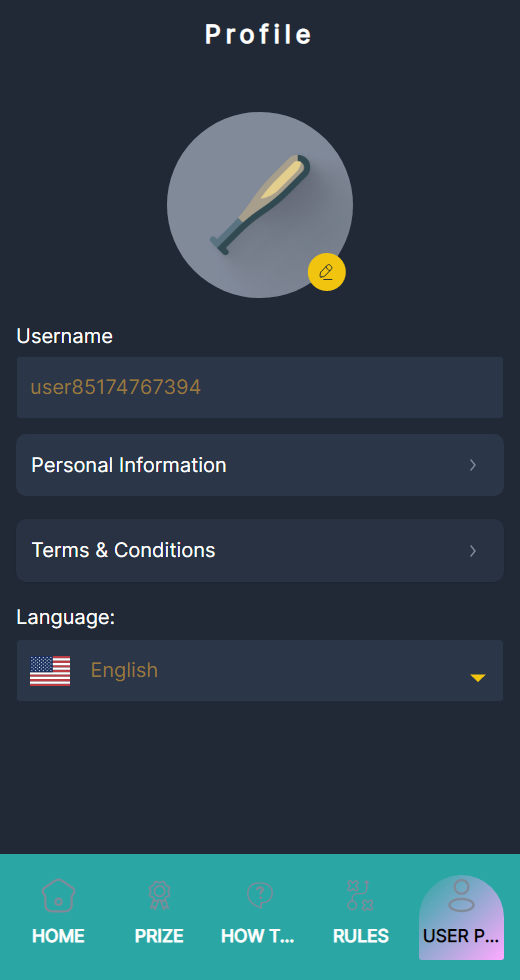 Profile
Username
user85174767394
Personal Information
Terms & Conditions
Language:
English
HOME
PRIZE
HOW T...
RULES
USER P...